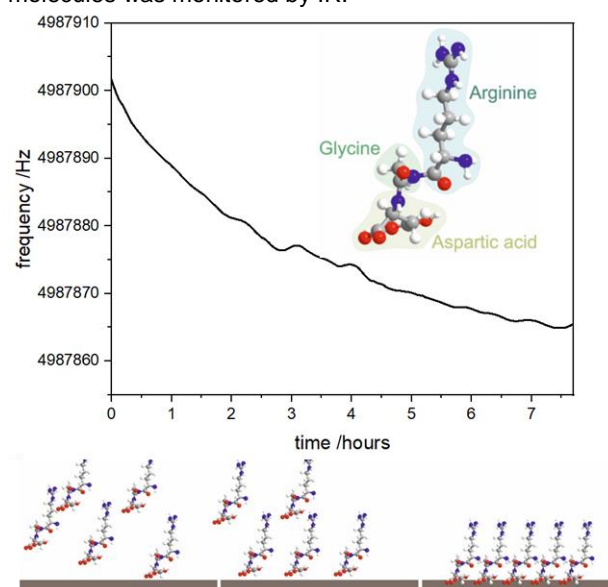 molecules was monitored by IR.
4987910
4987900
4987890
4987880
4987870
4987860
frequency /Hz
Arginine
Glycine
Aspartic acid
0 1 2 3 4 5 6 7
time /hours